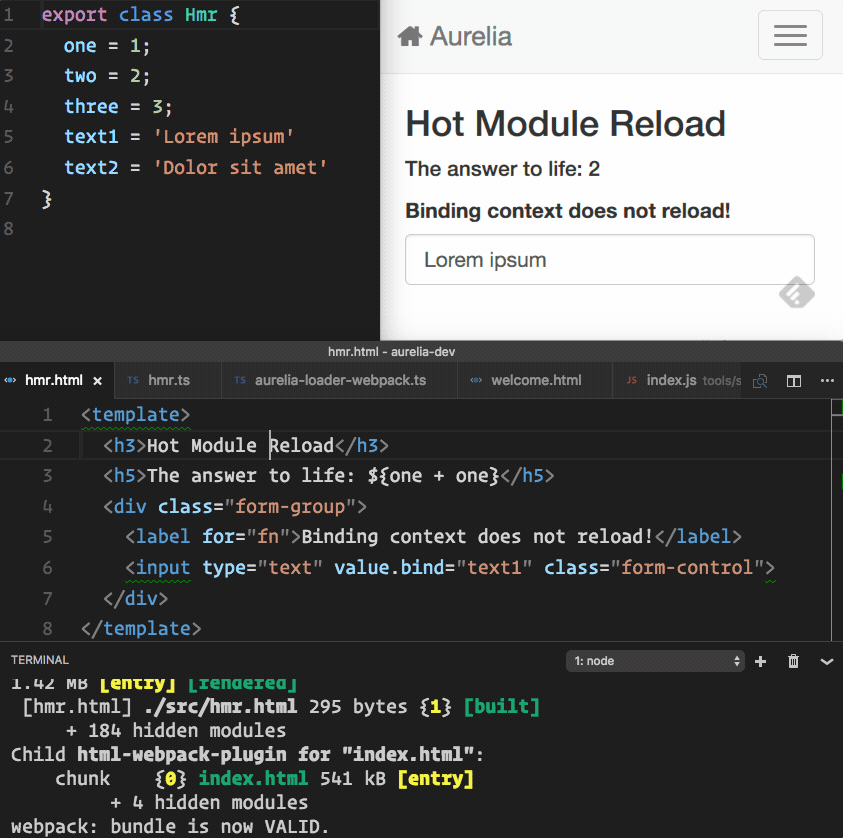 1 export class Hmr {
2 one = 1;
3 two = 2;
4 three = 3;
5 text1 = 'Lorem ipsum'
6 text2 = 'Dolor sit amet'
7 }
8
Aurelia
Hot Module Reload
The answer to life: 2
Binding context does not reload!
Lorem ipsum
hmr.html - aurelia-dev
hmr.html × TS hmr.ts TS aurelia-loader-webpack.ts welcome.html JS index.js tools/s
1 <template>
2 <h3>Hot Module Reload</h3>
3 <h5>The answer to life: ${one + one}</h5>
4 <div class="form-group">
5 <label for="fn">Binding context does not reload!</label>
6 <input type="text" value.bind="text1" class="form-control">
7 </div>
8 </template>
TERMINAL 1: node
1.42 MB [entry] [rendered]
[hmr.html] ./src/hmr.html 295 bytes {1} [built]
+ 184 hidden modules
Child html-webpack-plugin for "index.html":
chunk {0} index.html 541 kB [entry]
+ 4 hidden modules
webpack: bundle is now VALID.